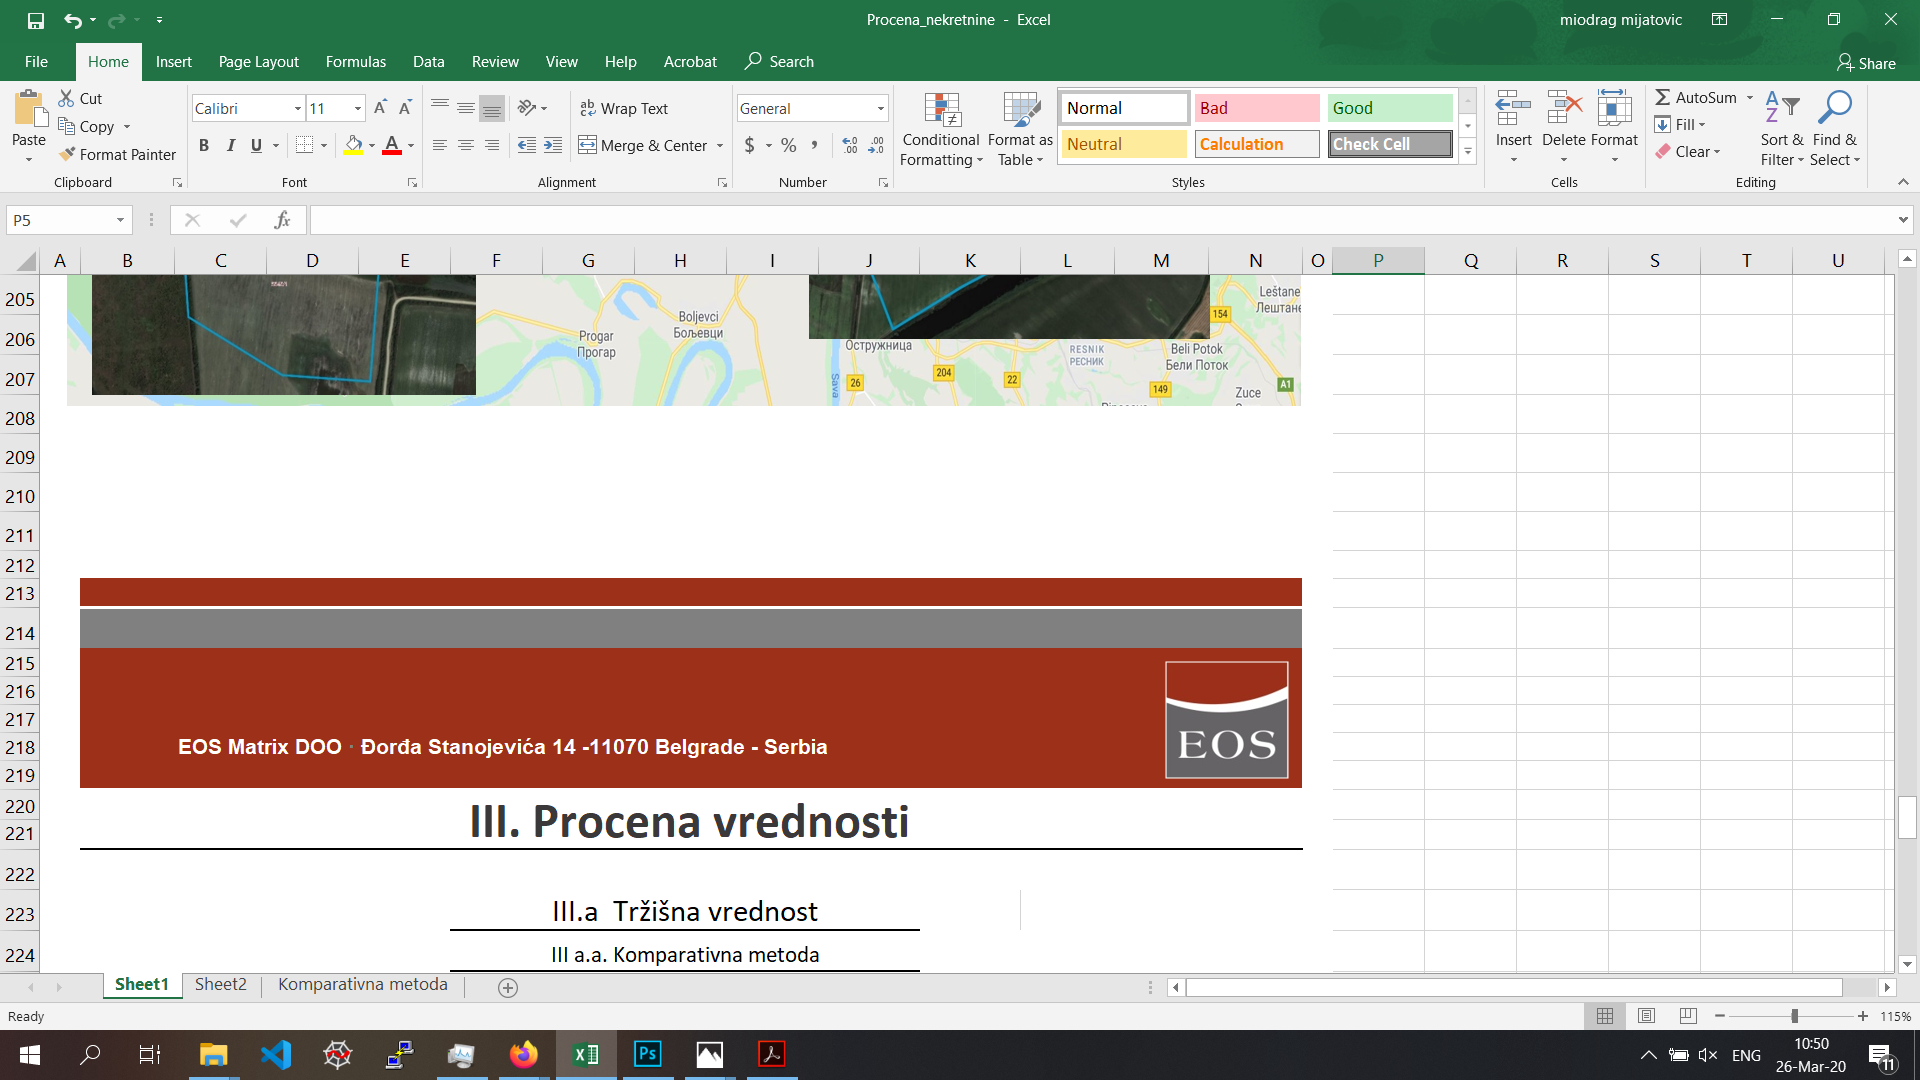 Procena_nekretnine - Excel
miodrag mijatovic
File Home Insert Page Layout Formulas Data Review View Help Acrobat Search Share
Paste
Cut
Copy
Format Painter
Clipboard
Calibri 11
B I U
Font
Wrap Text
Merge & Center
Alignment
General
$ % ,
Number
Conditional Formatting
Format as Table
Normal Bad Good
Neutral Calculation Check Cell
Styles
Insert Delete Format
Cells
AutoSum
Fill
Clear
Sort & Filter
Find & Select
Editing
P5 fx
A B C D E F G H I J K L M N O P Q R S T U
205
206
207
208
209
210
211
212
213
214
215
216
217
218
219
220
221
222
223
224
Progar
Прогар
Boljevci
Бољевци
Остружница
Sava
26
204
22
RESNIK
РЕСНИК
149
154
Leštane
Лештане
Beli Potok
Бели Поток
Zuce
A1
EOS Matrix DOO · Đorđa Stanojevića 14 -11070 Belgrade - Serbia
EOS
III. Procena vrednosti
III.a Tržišna vrednost
III a.a. Komparativna metoda
Sheet1 Sheet2 Komparativna metoda
Ready
115%
Ps
ENG
10:50
26-Mar-20
11